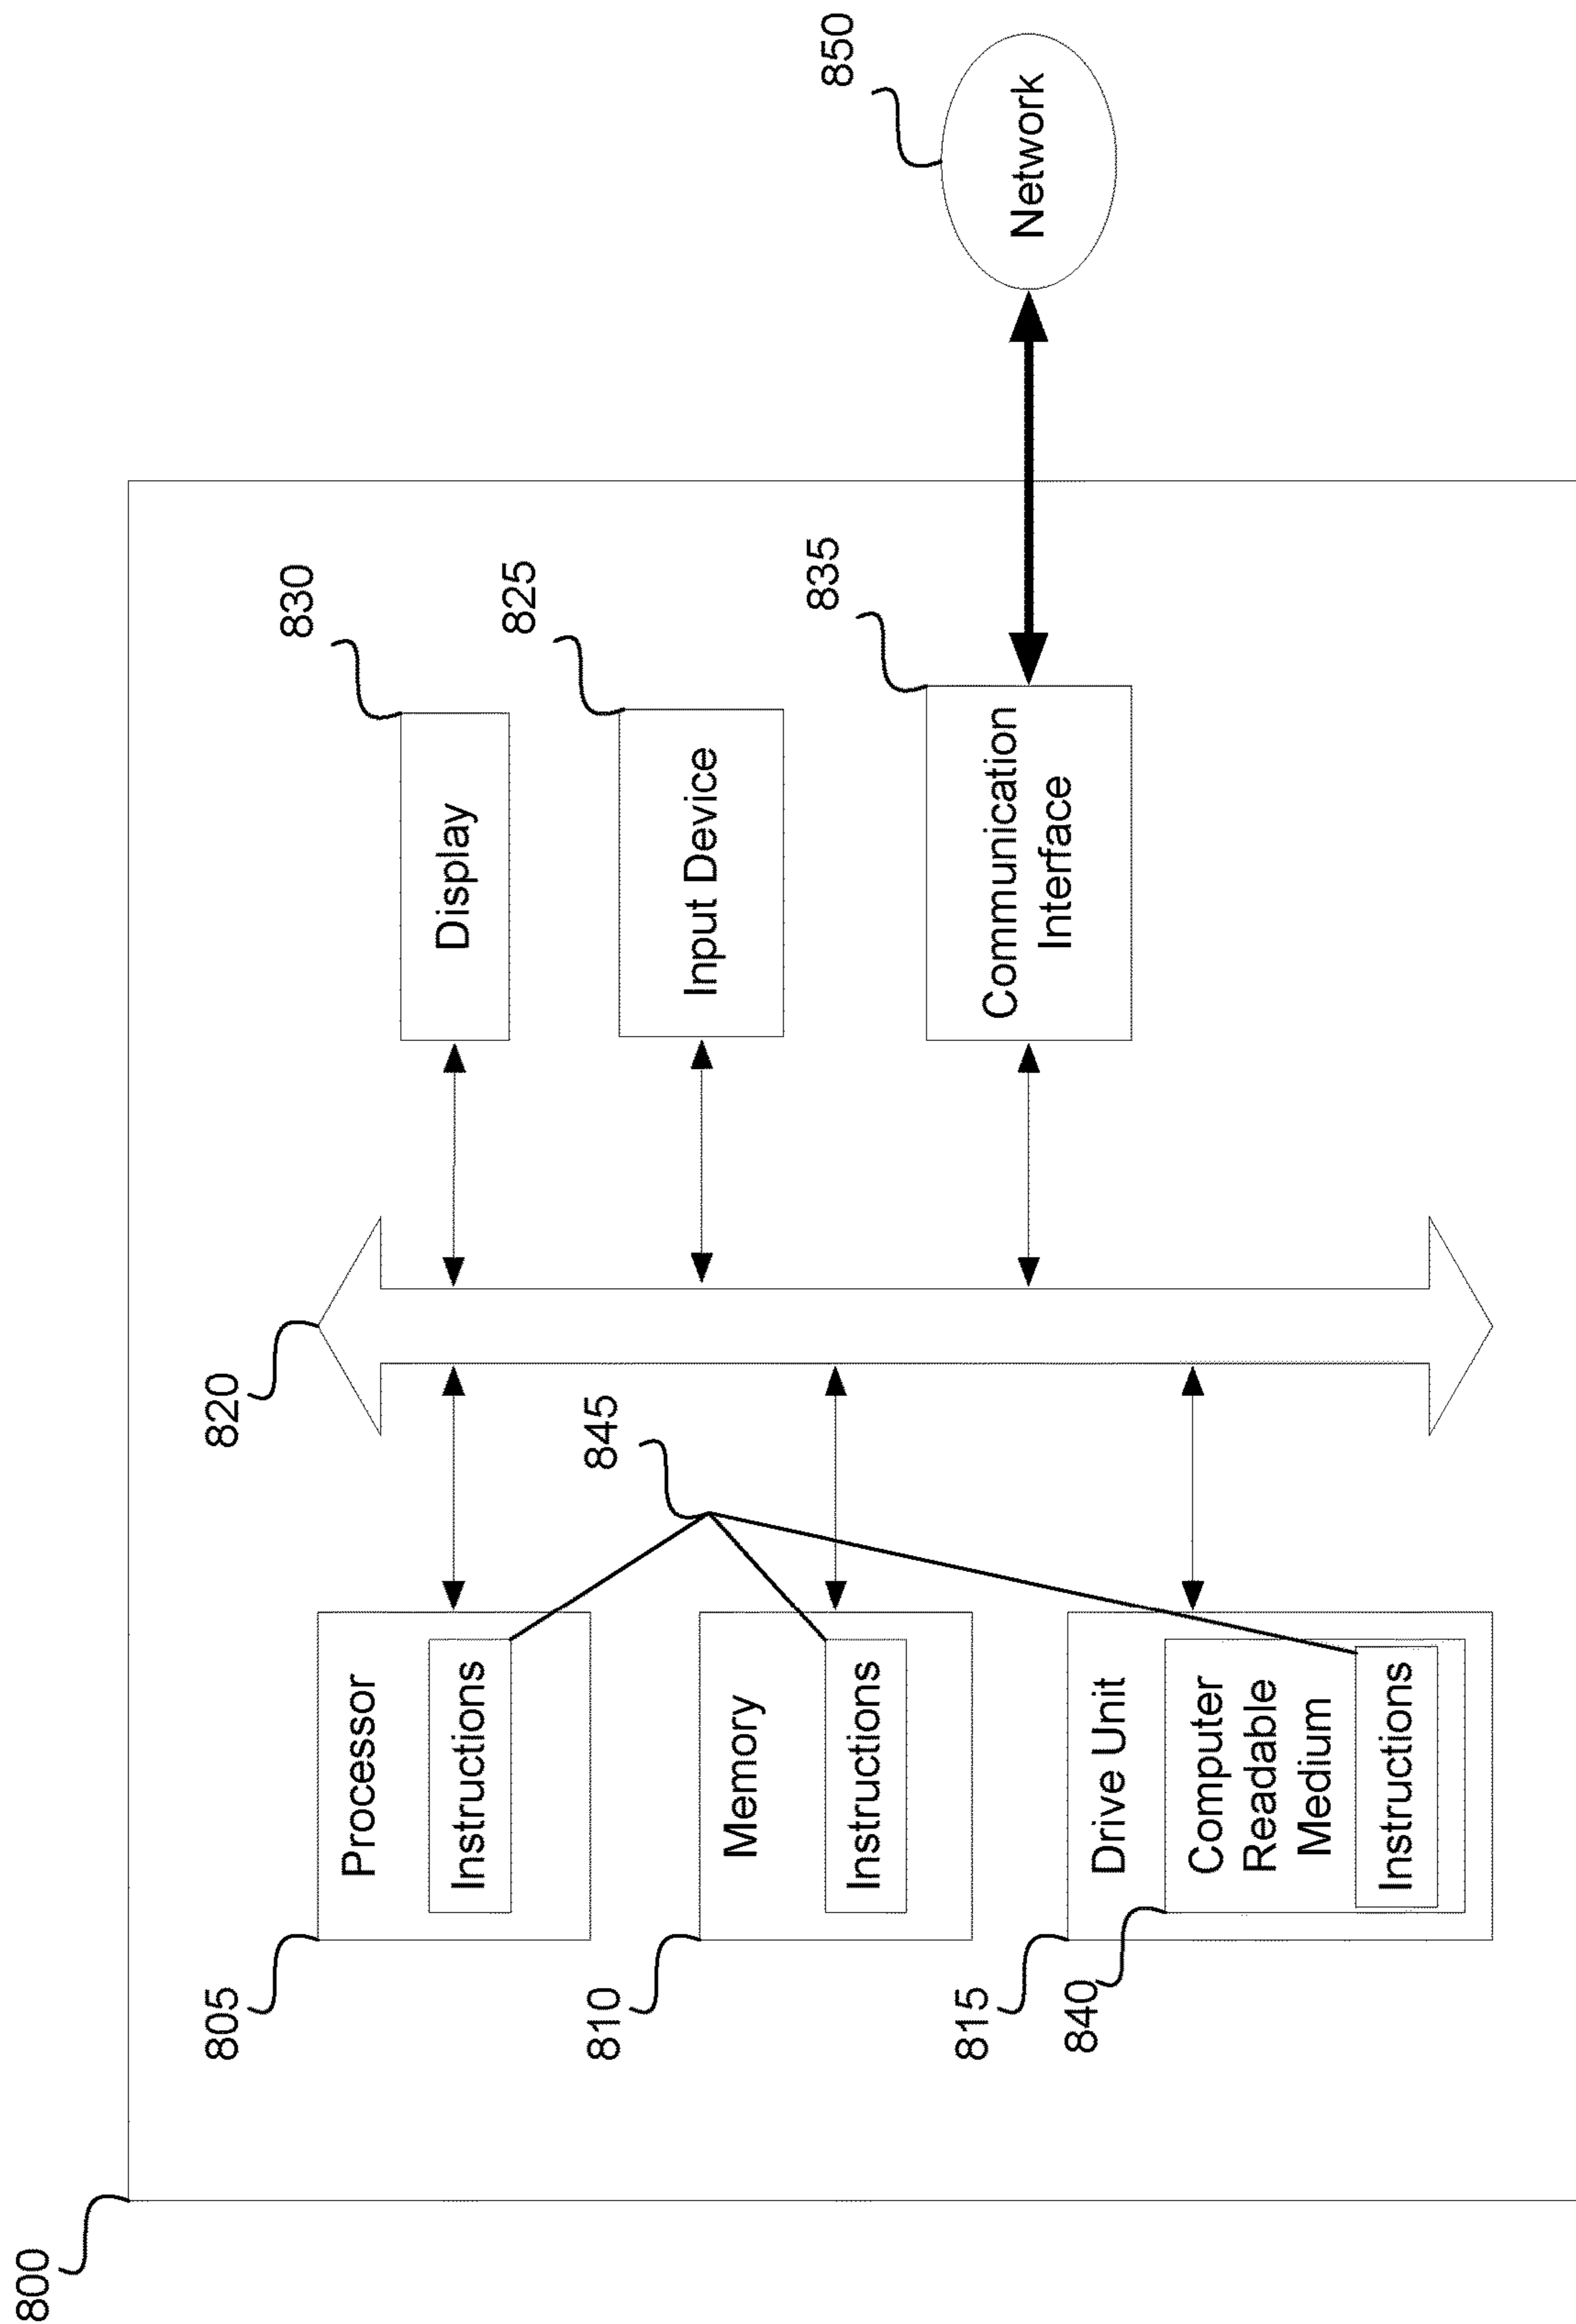 800
805
Processor
Instructions
810
Memory
Instructions
815
Drive Unit
840
Computer
Readable
Medium
Instructions
845
820
830
Display
825
Input Device
835
Communication
Interface
850
Network